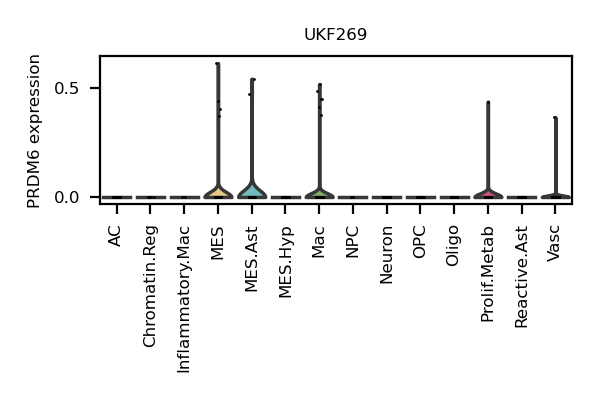 UKF269
PRDM6 expression
0.5
0.0
AC
Chromatin.Reg
Inflammatory.Mac
MES
MES.Ast
MES.Hyp
Mac
NPC
Neuron
OPC
Oligo
Prolif.Metab
Reactive.Ast
Vasc